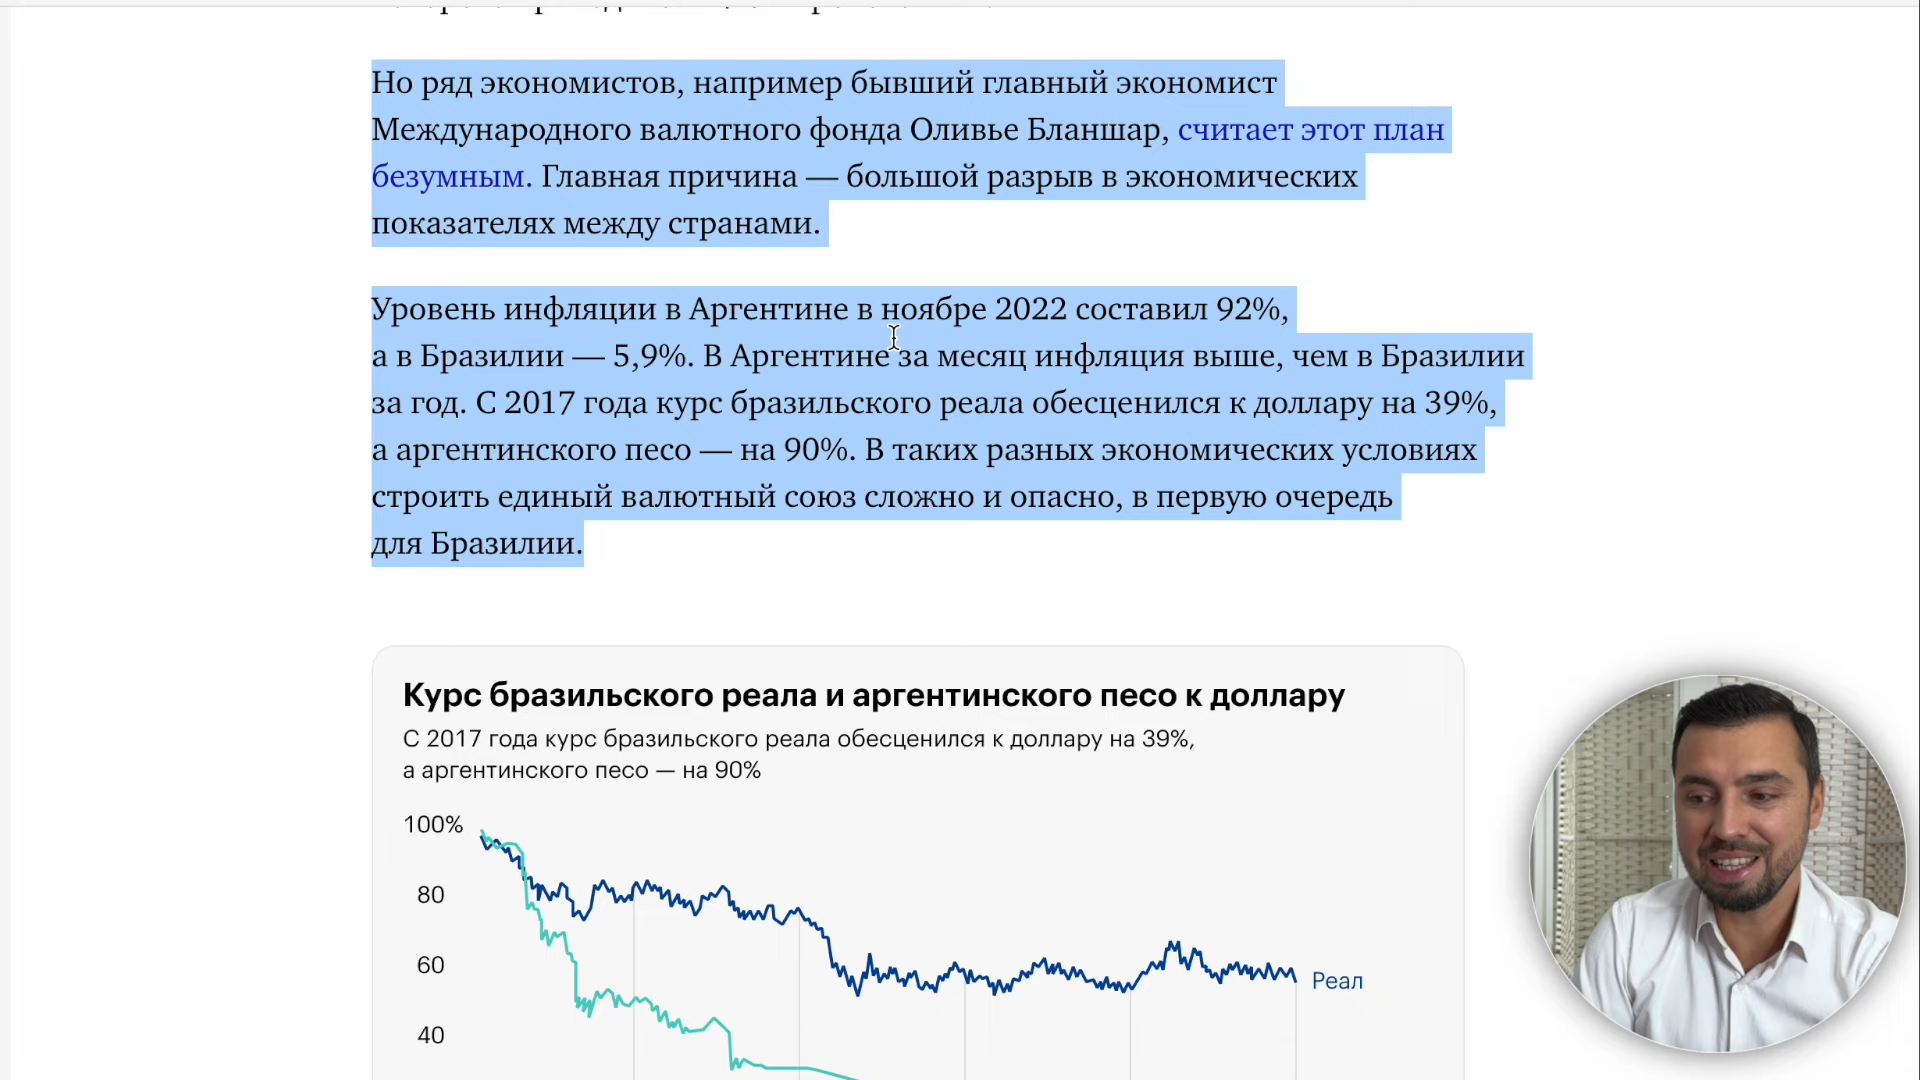 Но ряд экономистов, например бывший главный экономист
Международного валютного фонда Оливье Бланшар, считает этот план
безумным. Главная причина — большой разрыв в экономических
показателях между странами.
Уровень инфляции в Аргентине в ноябре 2022 составил 92%,
а в Бразилии — 5,9%. В Аргентине за месяц инфляция выше, чем в Бразилии
за год. С 2017 года курс бразильского реала обесценился к доллару на 39%,
а аргентинского песо — на 90%. В таких разных экономических условиях
строить единый валютный союз сложно и опасно, в первую очередь
для Бразилии.
Курс бразильского реала и аргентинского песо к доллару
С 2017 года курс бразильского реала обесценился к доллару на 39%,
а аргентинского песо — на 90%
100%
80
60
Реал
40